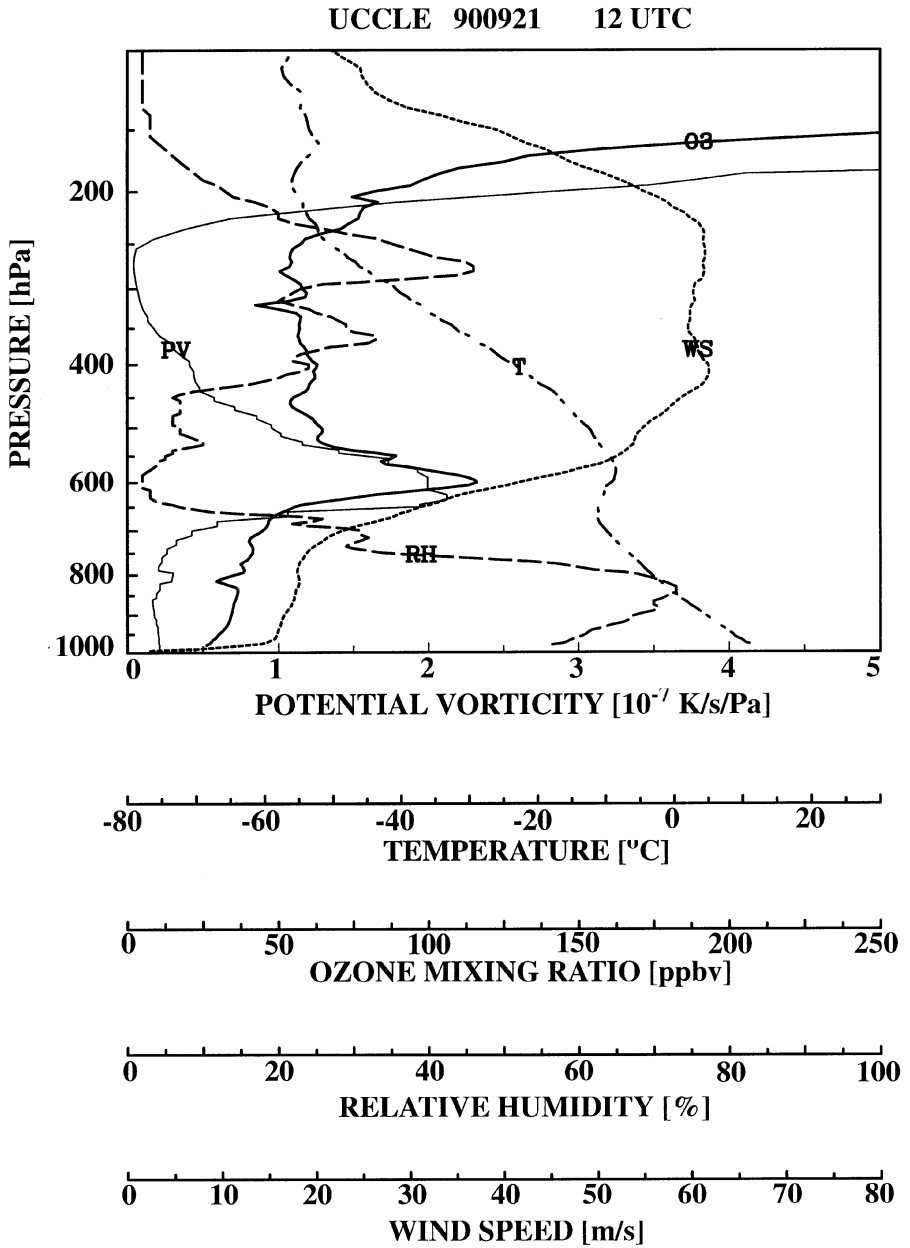 UCCLE 900921 12 UTC
O3
200
PRESSURE [hPa]
PV
WS
400
T
600
RH
800
1000
0 1 2 3 4 5
POTENTIAL VORTICITY [10⁻⁷ K/s/Pa]
-80 -60 -40 -20 0 20
TEMPERATURE [ºC]
0 50 100 150 200 250
OZONE MIXING RATIO [ppbv]
0 20 40 60 80 100
RELATIVE HUMIDITY [%]
0 10 20 30 40 50 60 70 80
WIND SPEED [m/s]